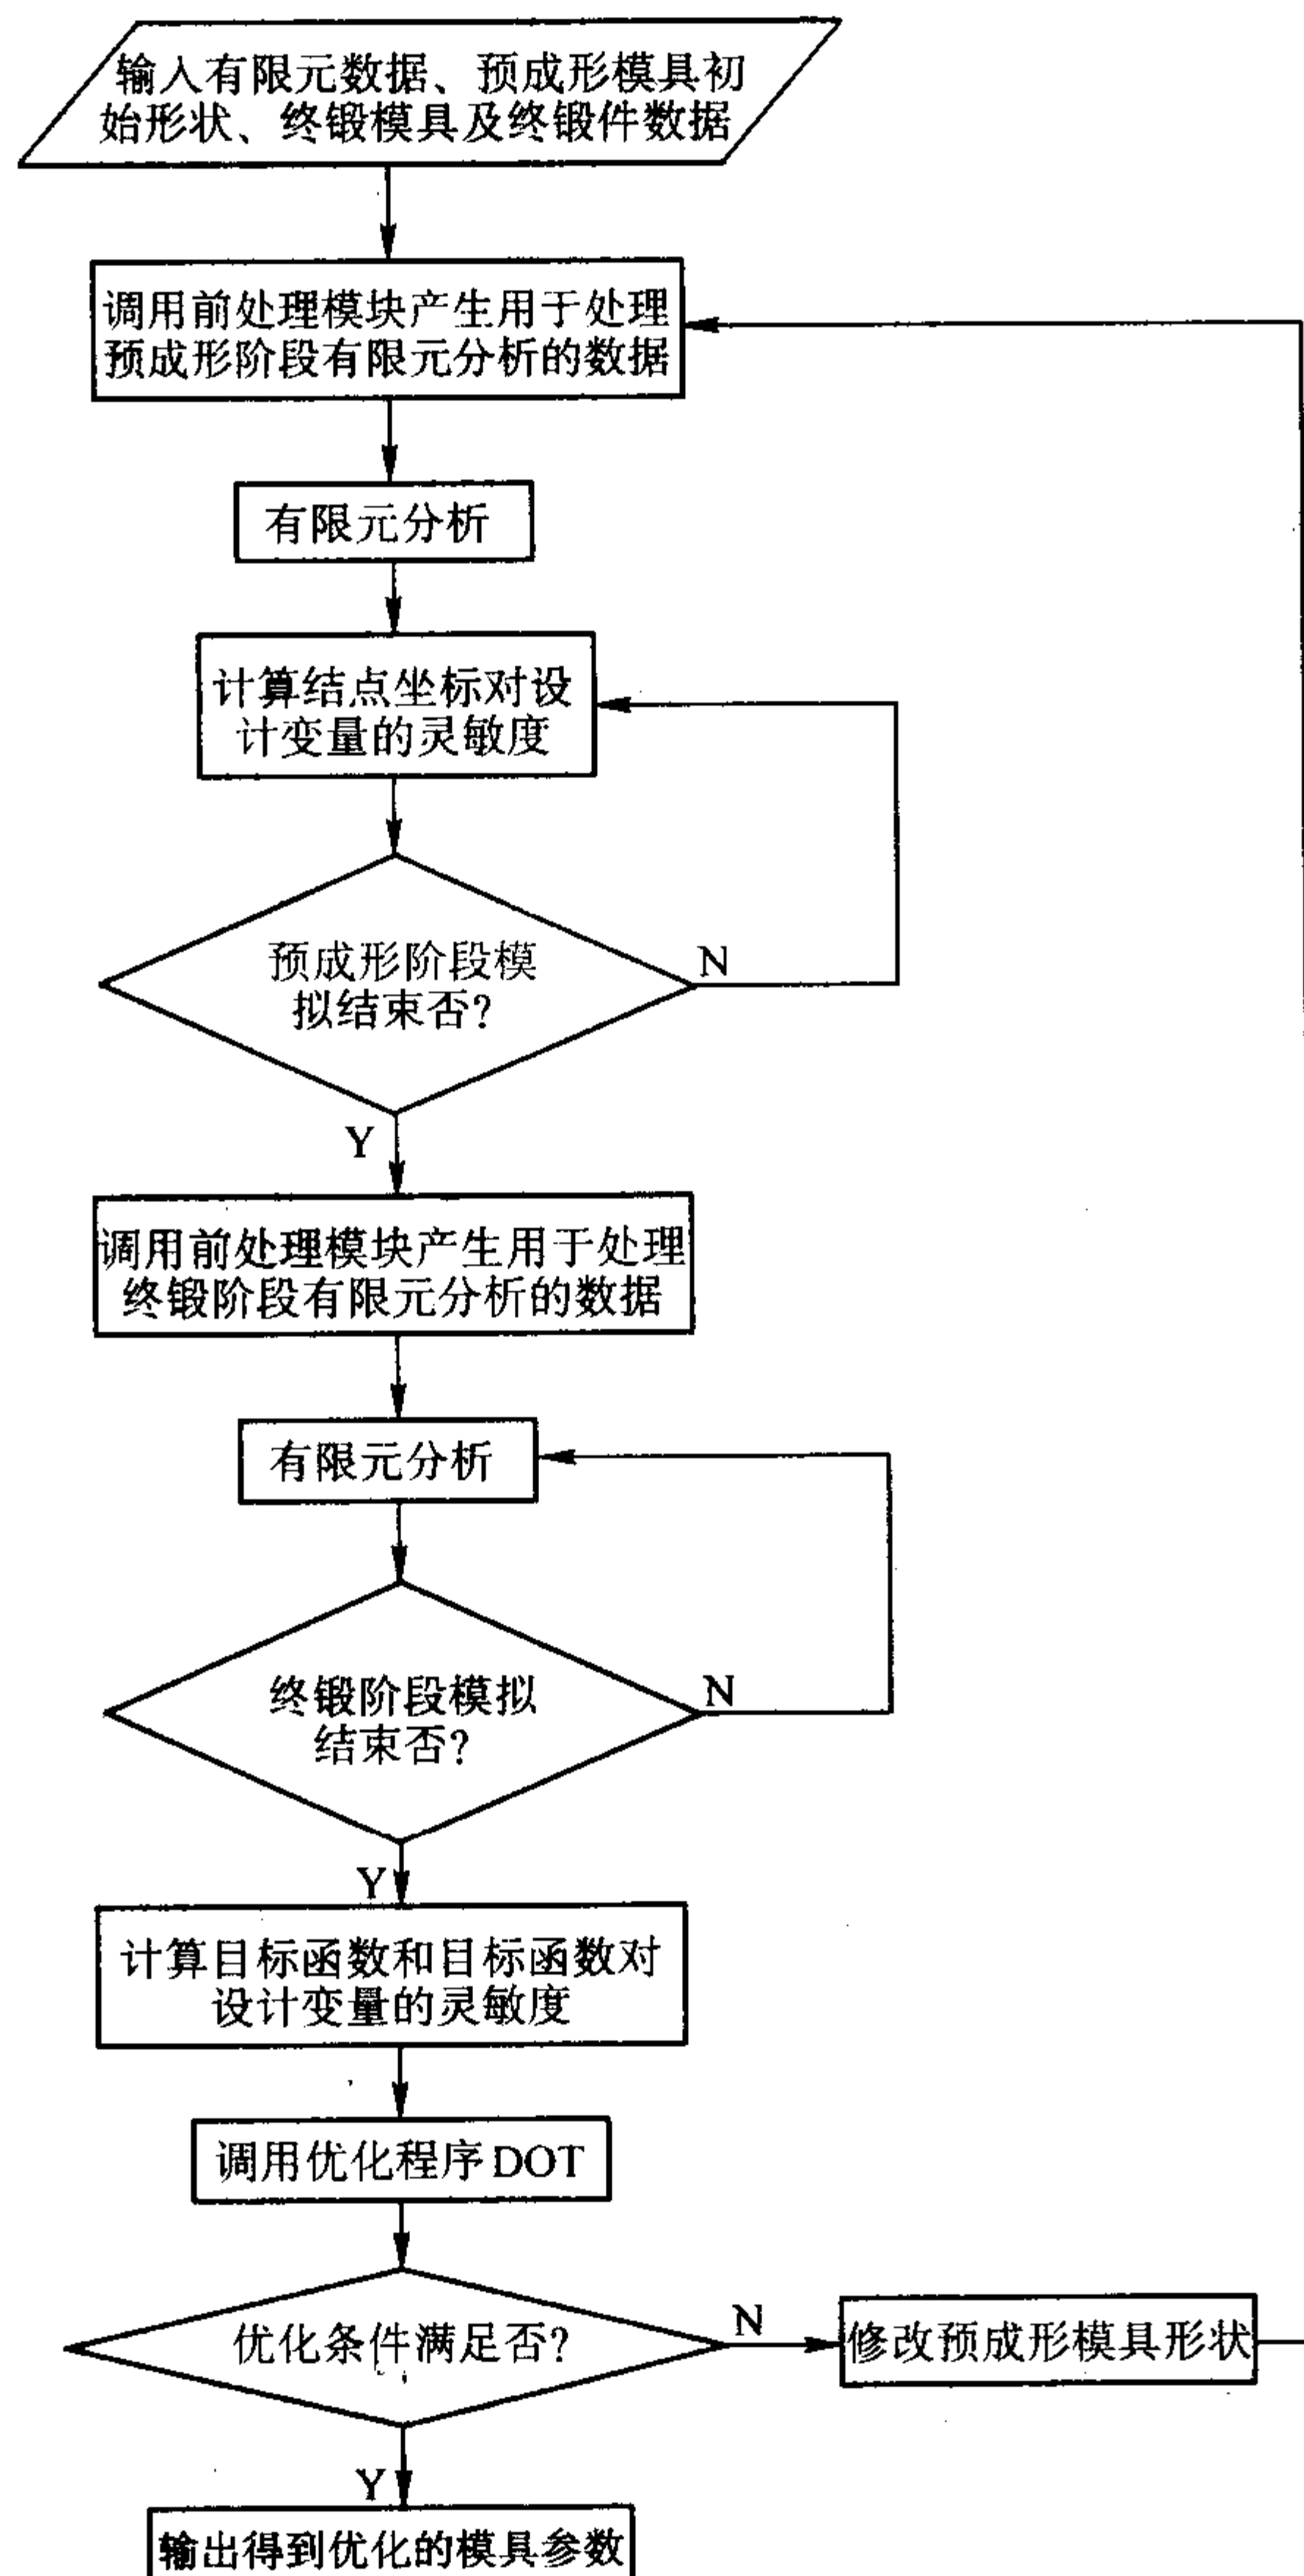 输入有限元数据、预成形模具初
始形状、终锻模具及终锻件数据
调用前处理模块产生用于处理
预成形阶段有限元分析的数据
有限元分析
计算结点坐标对设
计变量的灵敏度
预成形阶段模
拟结束否?
N
Y
调用前处理模块产生用于处理
终锻阶段有限元分析的数据
有限元分析
终锻阶段模拟
结束否?
N
Y
计算目标函数和目标函数对
设计变量的灵敏度
调用优化程序DOT
优化条件满足否?
N
修改预成形模具形状
Y
输出得到优化的模具参数